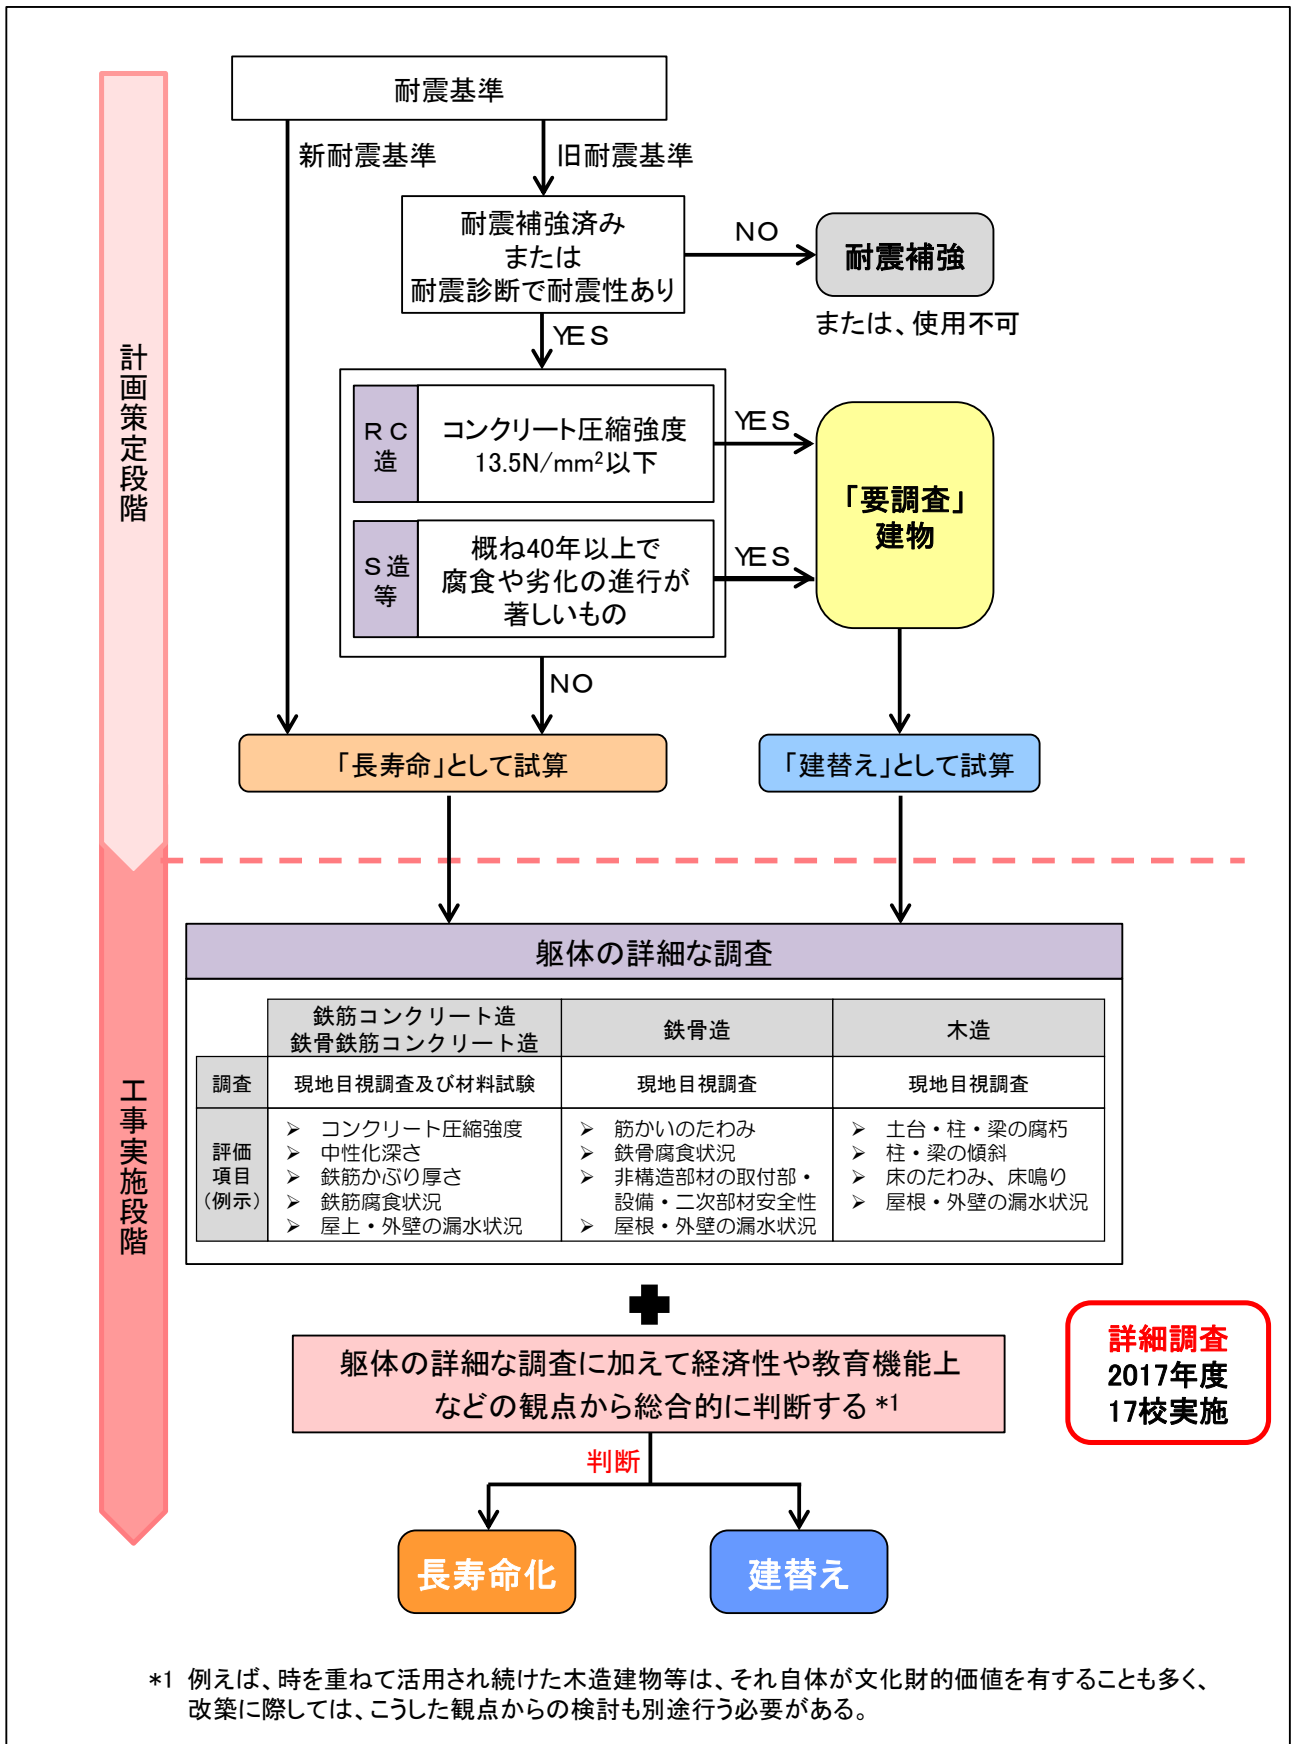 耐震基準
新耐震基準
旧耐震基準
耐震補強済み
または
耐震診断で耐震性あり
NO
耐震補強
または、使用不可
YES
計画策定段階
RC
造
コンクリート圧縮強度
13.5N/mm²以下
YES
S造
等
概ね40年以上で
腐食や劣化の進行が
著しいもの
YES
「要調査」
建物
NO
「長寿命」として試算
「建替え」として試算
工事実施段階
躯体の詳細な調査
鉄筋コンクリート造
鉄骨鉄筋コンクリート造
鉄骨造
木造
調査
現地目視調査及び材料試験
現地目視調査
現地目視調査
評価
項目
(例示)
➢ コンクリート圧縮強度
➢ 中性化深さ
➢ 鉄筋かぶり厚さ
➢ 鉄筋腐食状況
➢ 屋上・外壁の漏水状況
➢ 筋かいのたわみ
➢ 鉄骨腐食状況
➢ 非構造部材の取付部・
設備・二次部材安全性
➢ 屋根・外壁の漏水状況
➢ 土台・柱・梁の腐朽
➢ 柱・梁の傾斜
➢ 床のたわみ、床鳴り
➢ 屋根・外壁の漏水状況
躯体の詳細な調査に加えて経済性や教育機能上
などの観点から総合的に判断する *1
詳細調査
2017年度
17校実施
判断
長寿命化
建替え
*1 例えば、時を重ねて活用され続けた木造建物等は、それ自体が文化財的価値を有することも多く、
改築に際しては、こうした観点からの検討も別途行う必要がある。